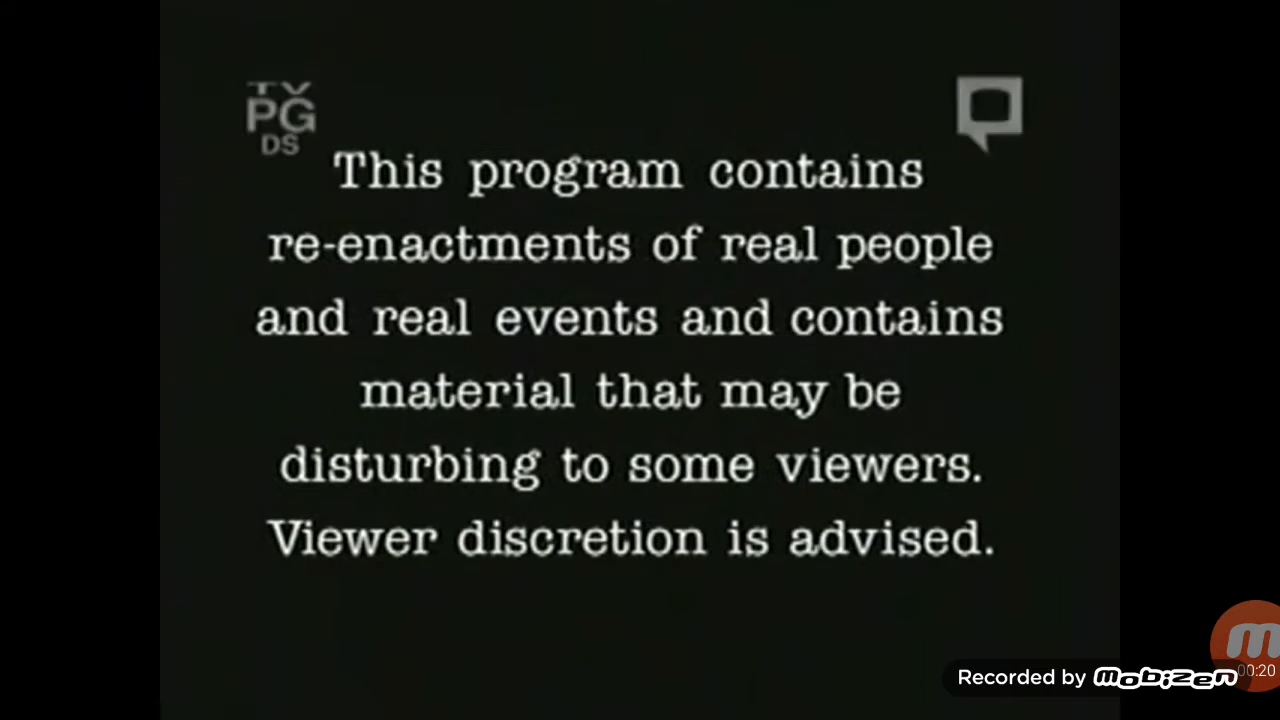 TV
PG
DS
This program contains
re-enactments of real people
and real events and contains
material that may be
disturbing to some viewers.
Viewer discretion is advised.
Recorded by mobizen
00:20